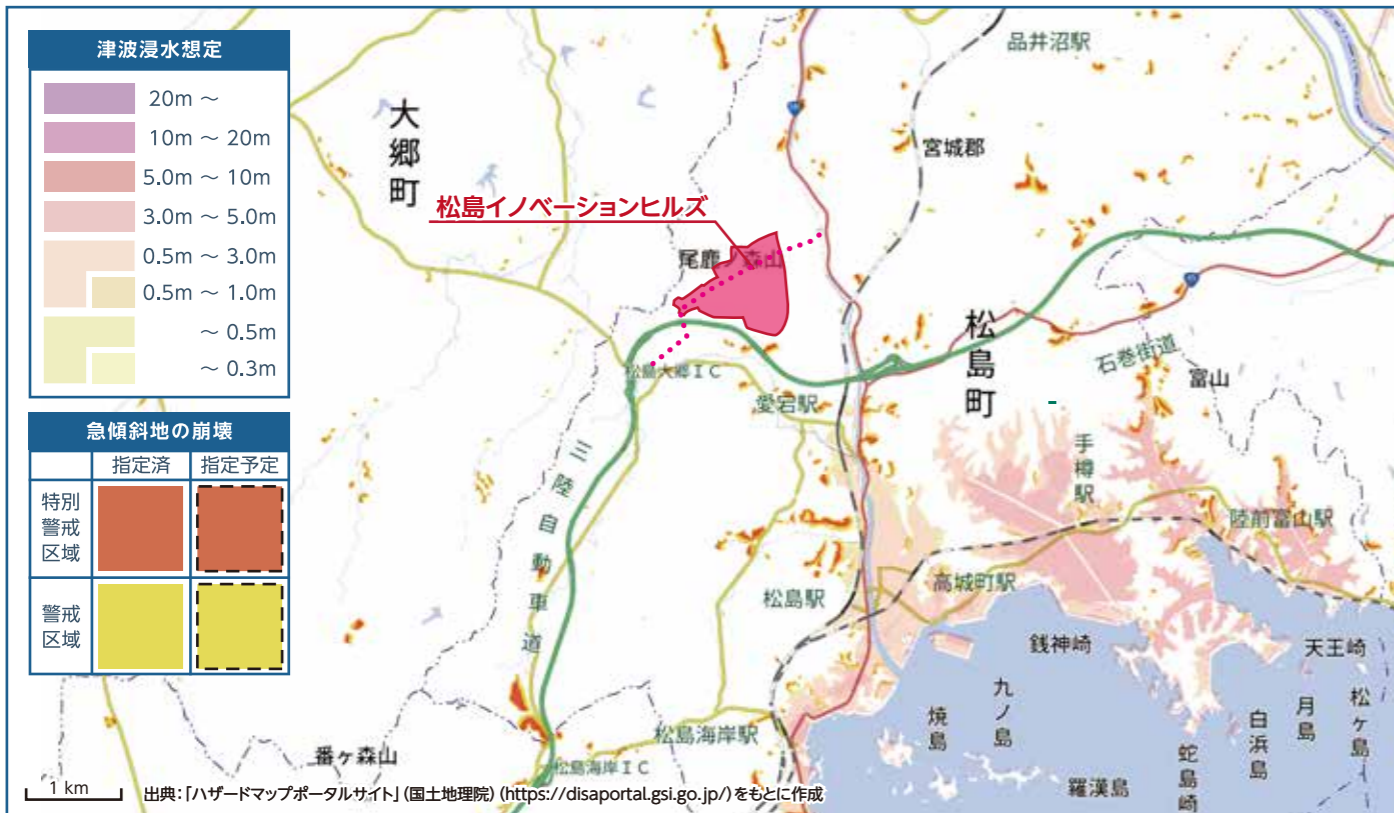 津波浸水想定
20m ～
10m ～ 20m
5.0m ～ 10m
3.0m ～ 5.0m
0.5m ～ 3.0m
0.5m ～ 1.0m
～ 0.5m
～ 0.3m
急傾斜地の崩壊
指定済 指定予定
特別警戒区域
警戒区域
品井沼駅
大郷町
宮城郡
松島イノベーションヒルズ
尾鹿ノ森山
松島町
石巻街道
富山
松島大郷IC
愛宕駅
手樽駅
三陸自動車道
陸前富山駅
高城町駅
松島駅
銭神崎
天王崎
九ノ島
焼島
月島
松ヶ島
白浜島
蛇島崎
松島海岸駅
番ヶ森山
松島海岸IC
羅漢島
1 km
出典：「ハザードマップポータルサイト」（国土地理院）（https://disaportal.gsi.go.jp/）をもとに作成